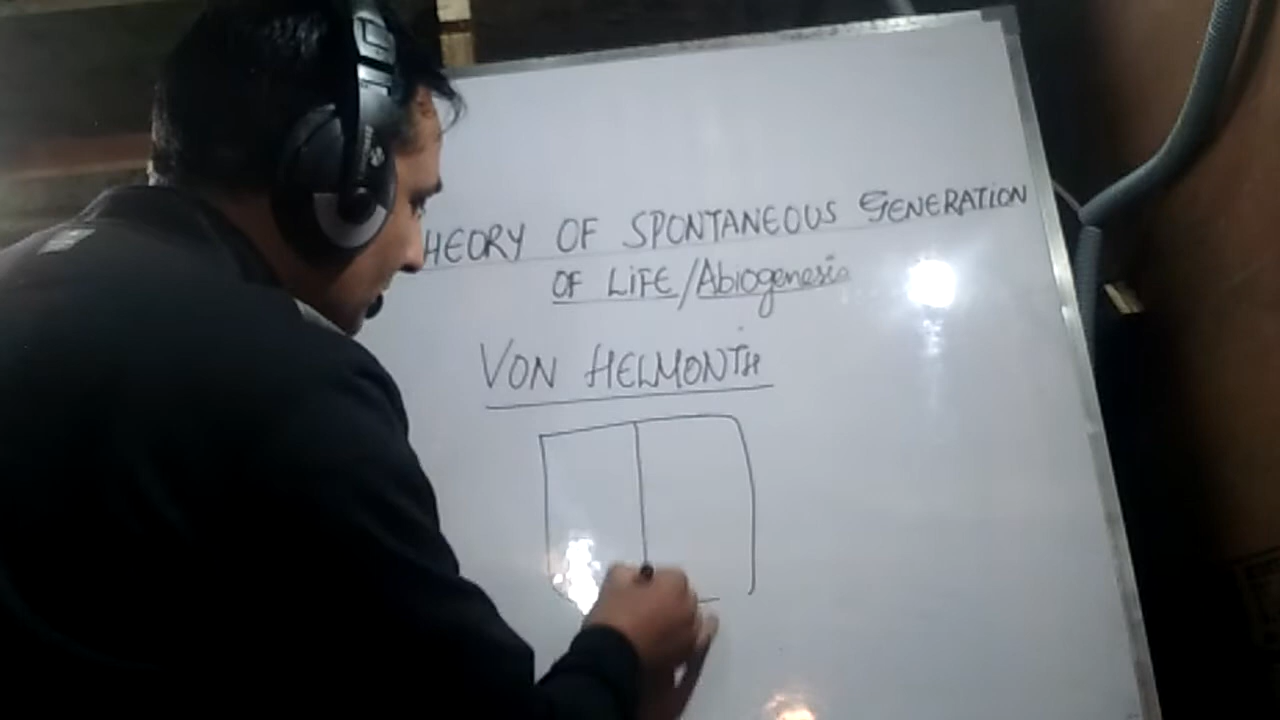 HEORY OF SPONTANEOUS GENERATION
OF LiFE/Abiogenesis
VON HELMONTH